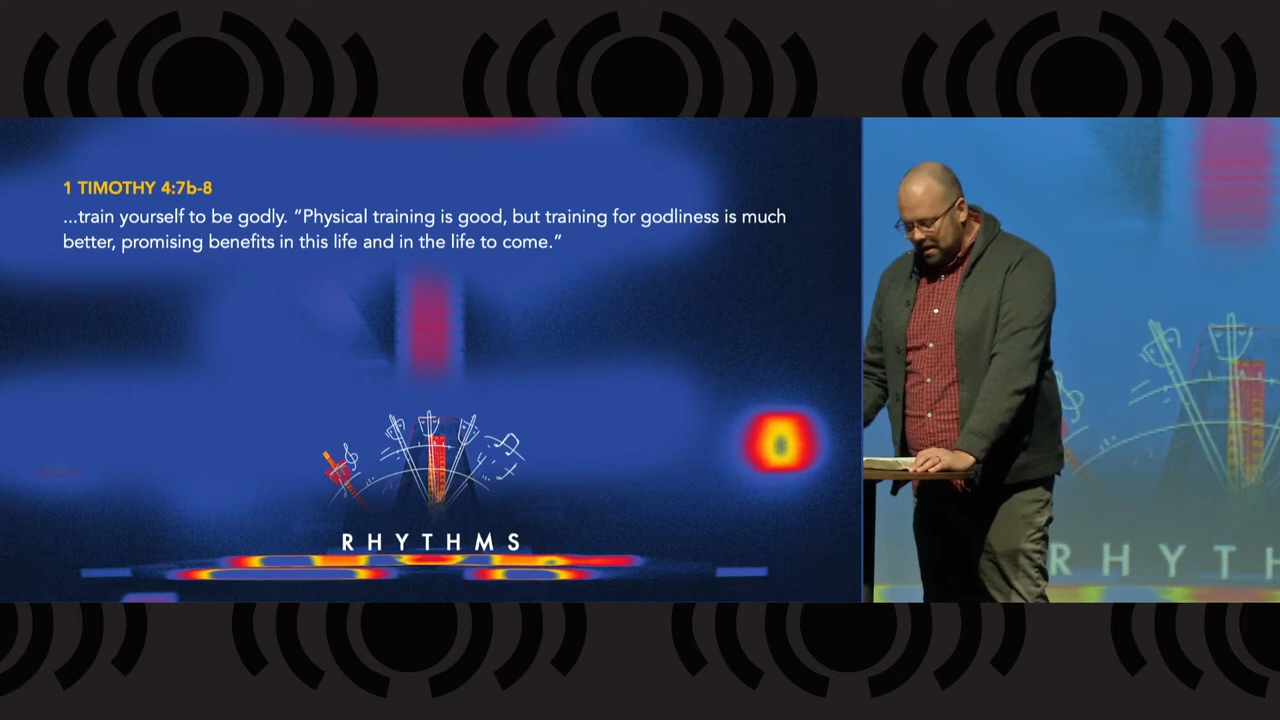 1 TIMOTHY 4:7b-8
...train yourself to be godly. “Physical training is good, but training for godliness is much
better, promising benefits in this life and in the life to come.”
RHYTHMS
RHYTH